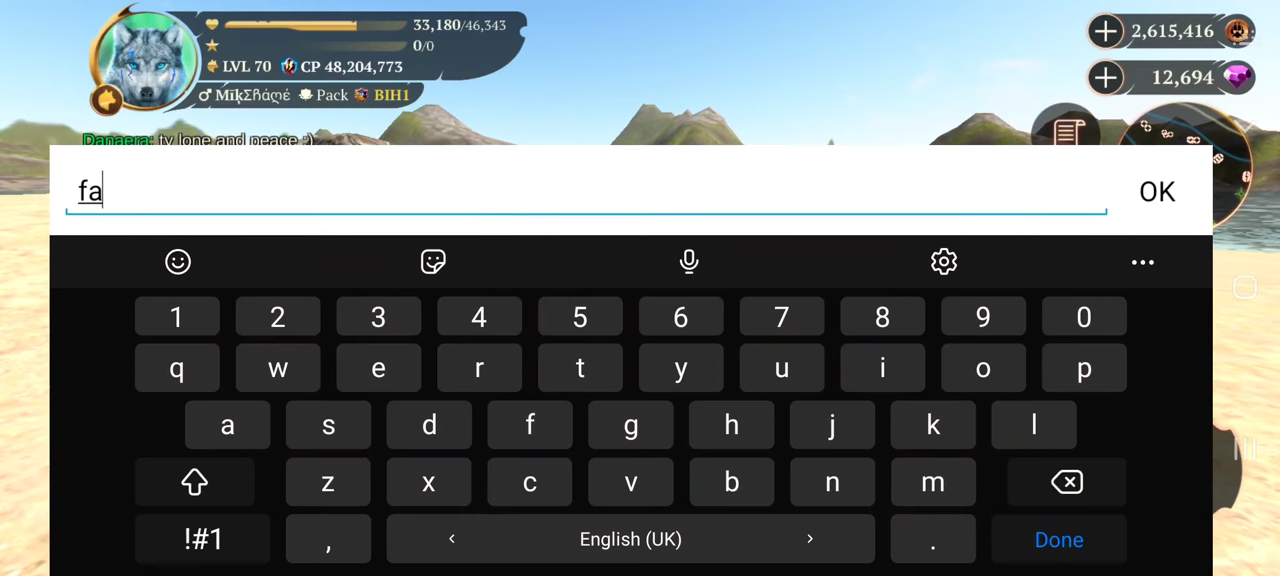 33,180/46,343
0/0
LVL 70 CP 48,204,773
♂ MïķΣɦáღé Pack BIH1
2,615,416
12,694
Danaera: ty lone and peace :)
fa
OK
1 2 3 4 5 6 7 8 9 0
q w e r t y u i o p
a s d f g h j k l
z x c v b n m
!#1 , < English (UK) > . Done